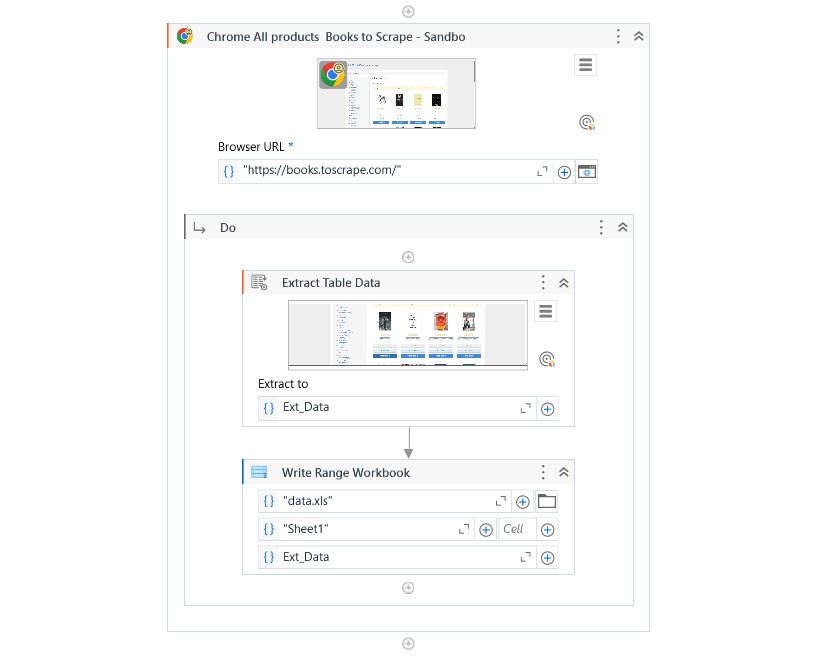 Chrome All products  Books to Scrape - Sandbo
Browser URL *
"https://books.toscrape.com/"
Do
Extract Table Data
Extract to
Ext_Data
Write Range Workbook
"data.xls"
"Sheet1"
Cell
Ext_Data